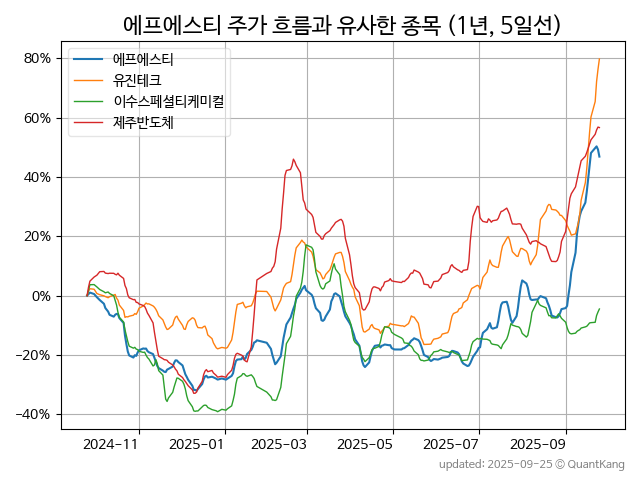 에프에스티 주가 흐름과 유사한 종목 (1년, 5일선)
에프에스티
유진테크
이수스페셜티케미컬
제주반도체
80%
60%
40%
20%
0%
−20%
−40%
2024-11 2025-01 2025-03 2025-05 2025-07 2025-09
updated: 2025-09-25 © QuantKang